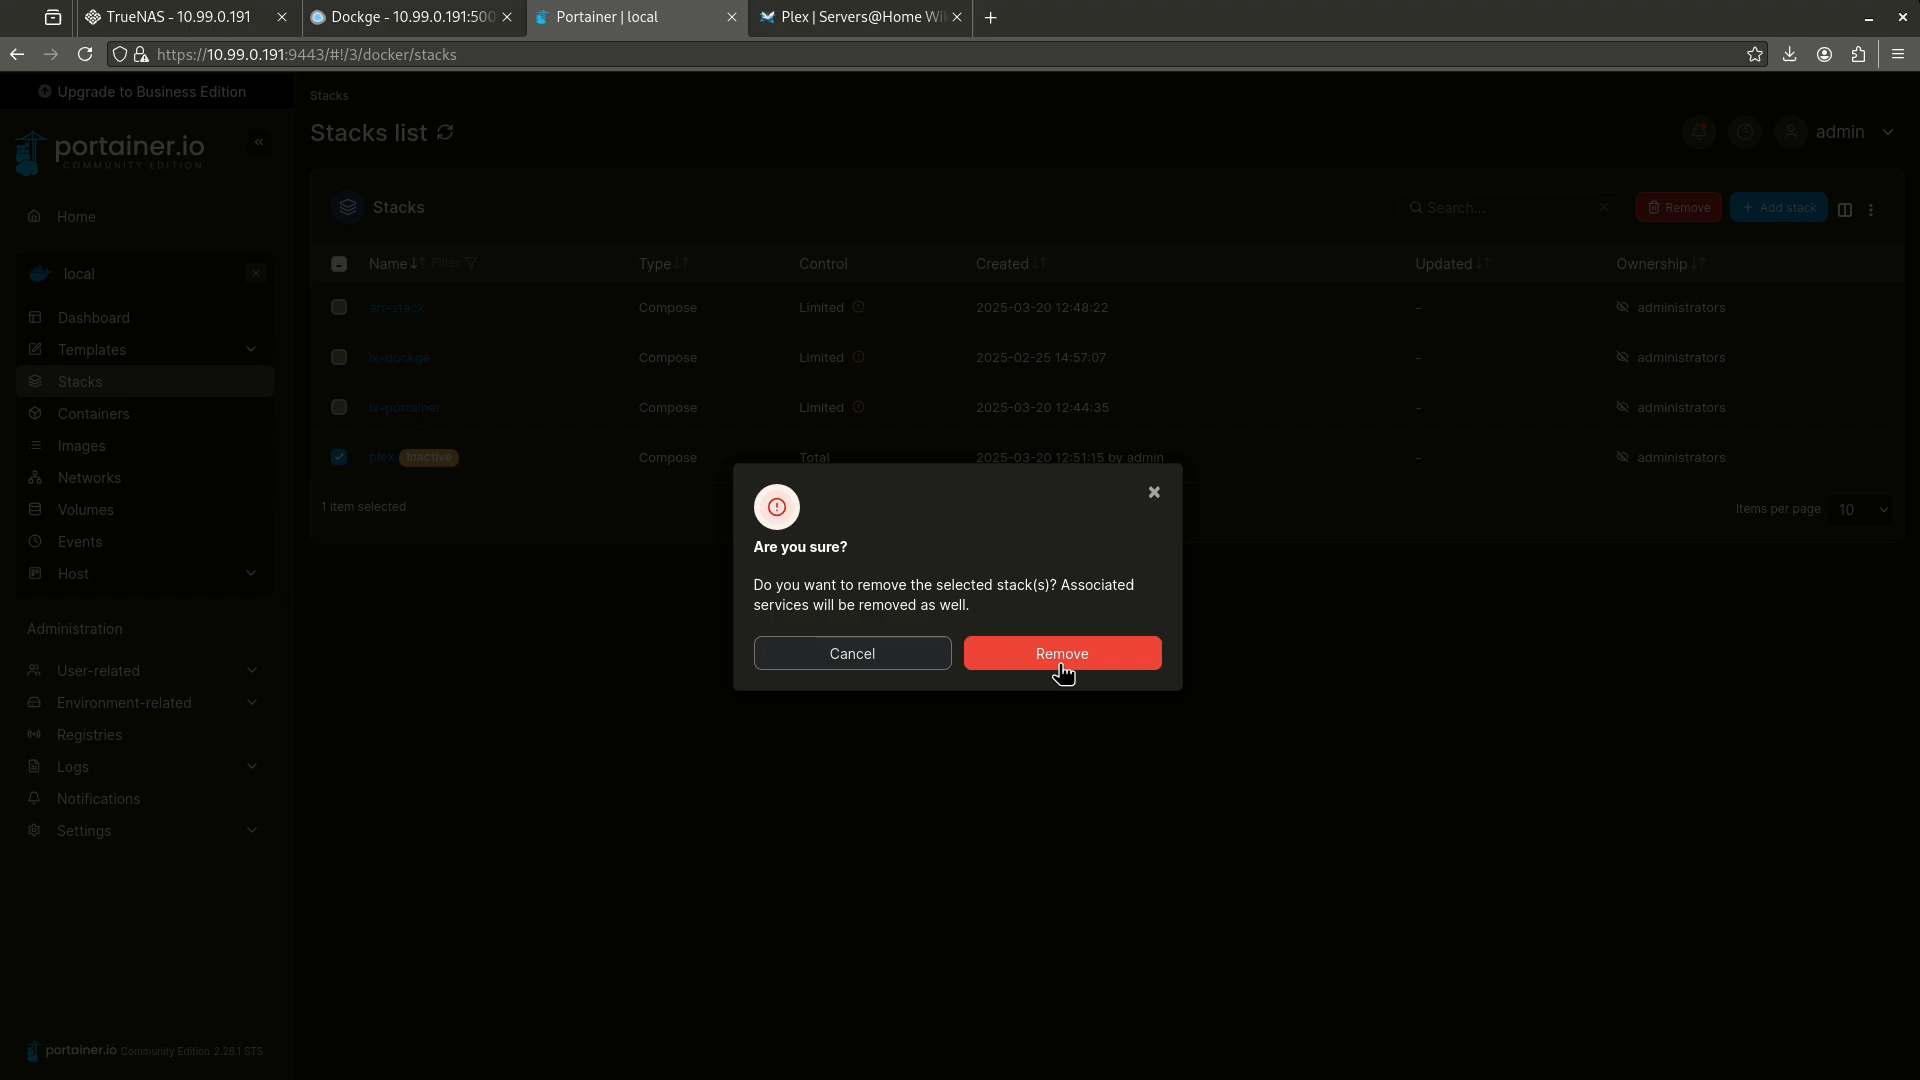 TrueNAS - 10.99.0.191
Dockge - 10.99.0.191:500
Portainer | local
Plex | Servers@Home Wi
https://10.99.0.191:9443/#!/3/docker/stacks
Upgrade to Business Edition
portainer.io
COMMUNITY EDITION
Home
local
Dashboard
Templates
Stacks
Containers
Images
Networks
Volumes
Events
Host
Administration
User-related
Environment-related
Registries
Logs
Notifications
Settings
portainer.io Community Edition 2.28.1 STS
Stacks
Stacks list
admin
Stacks
Search...
Remove
+ Add stack
Name Filter Type Control Created Updated Ownership
arr-stack Compose Limited 2025-03-20 12:48:22 - administrators
ix-dockge Compose Limited 2025-02-25 14:57:07 - administrators
ix-portainer Compose Limited 2025-03-20 12:44:35 - administrators
plex Inactive Compose Total 2025-03-20 12:51:15 by admin - administrators
1 item selected
Items per page 10
Are you sure?
Do you want to remove the selected stack(s)? Associated
services will be removed as well.
Cancel
Remove